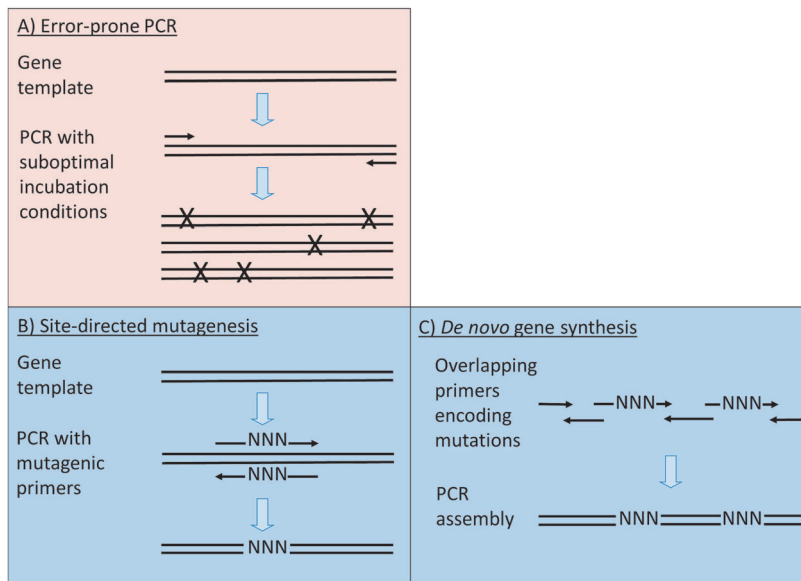 A) Error-prone PCR
Gene
template
PCR with
suboptimal
incubation
conditions
X
X
X
X
X
B) Site-directed mutagenesis
Gene
template
PCR with
mutagenic
primers
NNN
NNN
NNN
C) De novo gene synthesis
Overlapping
primers
encoding
mutations
NNN NNN
PCR
assembly
NNN NNN